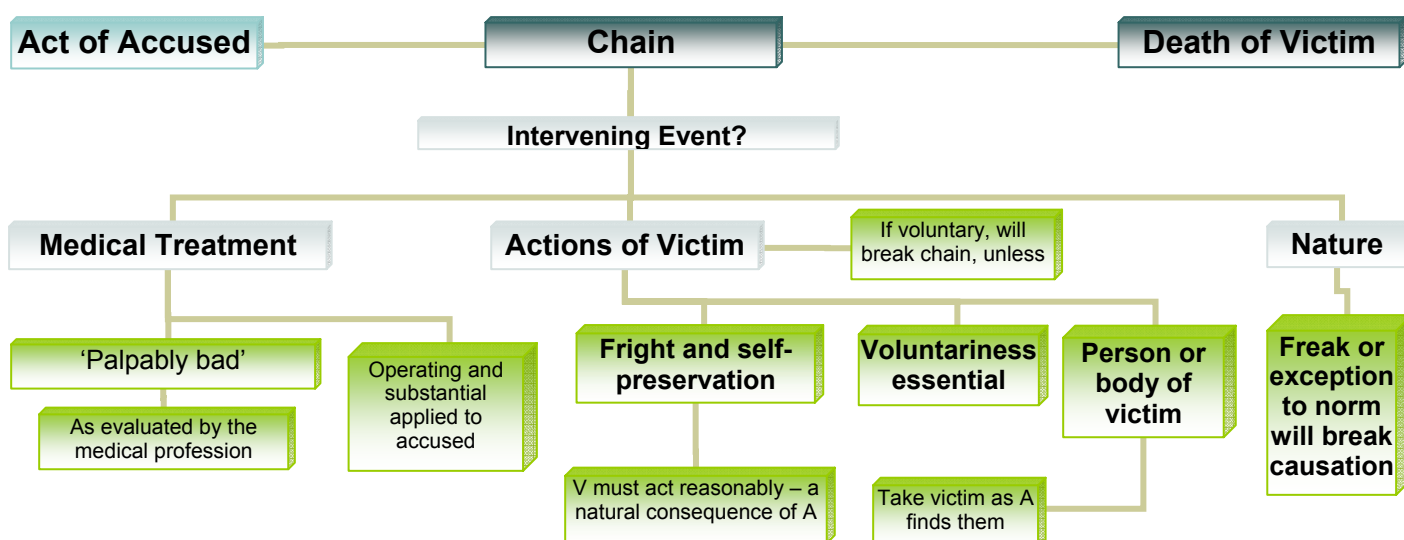 Act of Accused
Chain
Death of Victim
Intervening Event?
Medical Treatment
Actions of Victim
If voluntary, will
break chain, unless
Nature
‘Palpably bad’
As evaluated by the
medical profession
Operating and
substantial
applied to
accused
Fright and self-
preservation
V must act reasonably – a
natural consequence of A
Voluntariness
essential
Person or
body of
victim
Take victim as A
finds them
Freak or
exception
to norm
will break
causation